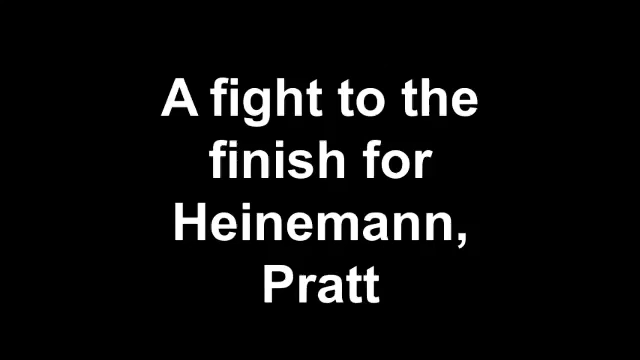 A fight to the
finish for
Heinemann,
Pratt